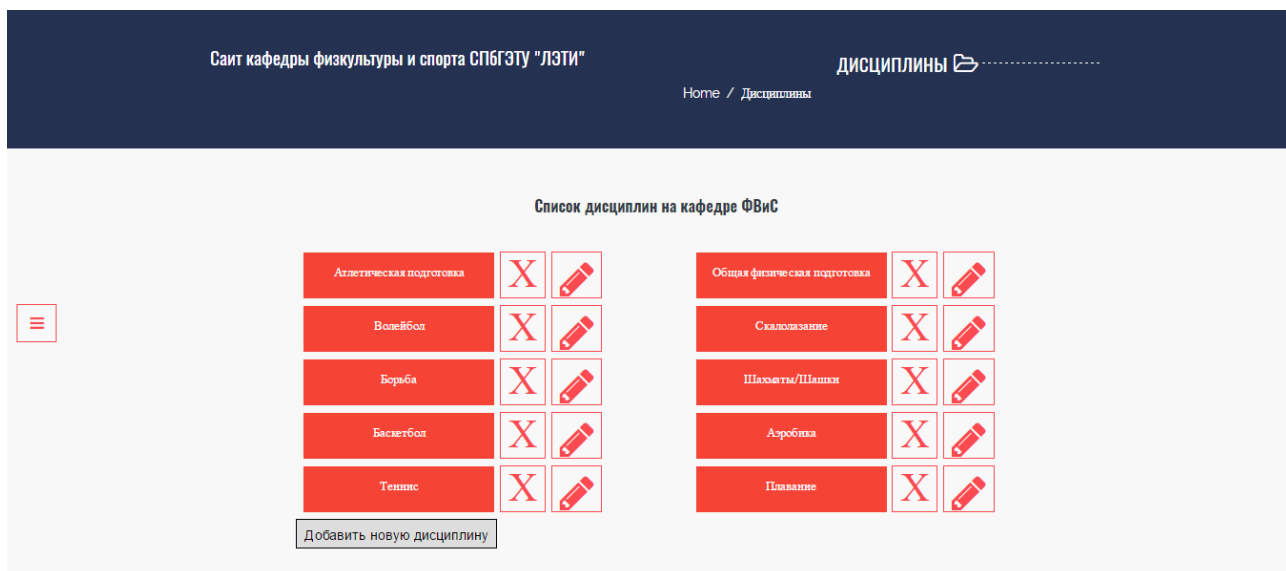 Саит кафедры физкультуры и спорта СПбГЭТУ "ЛЭТИ"
ДИСЦИПЛИНЫ
Home / Дисциплины
Список дисциплин на кафедре ФВиС
Атлетическая подготовка X
Общая физическая подготовка X
Волейбол X
Скалолазание X
Борьба X
Шахматы/Шашки X
Баскетбол X
Аэробика X
Теннис X
Плавание X
Добавить новую дисциплину